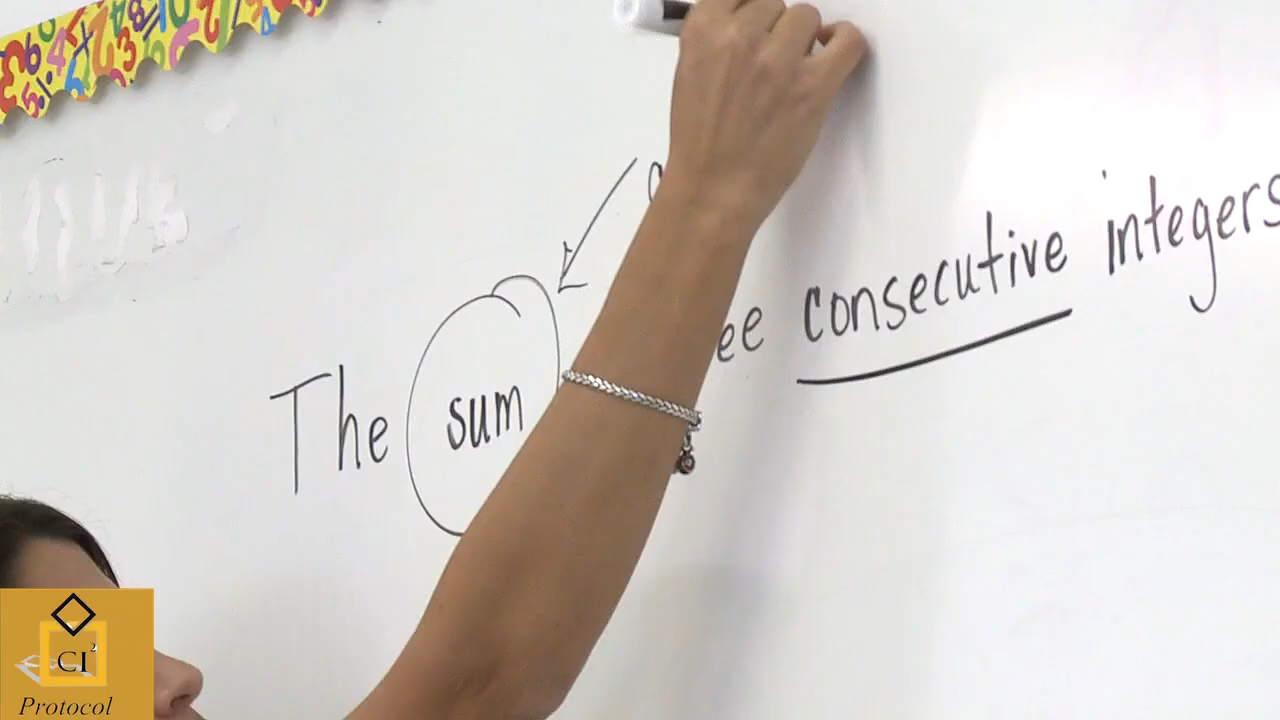 The sum ee consecutive integers
CI²
Protocol